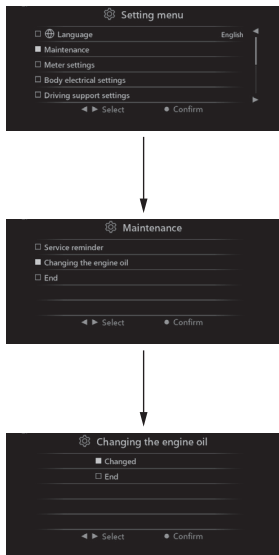 Setting menu
Language English
Maintenance
Meter settings
Body electrical settings
Driving support settings
◀ ▶ Select ● Confirm
Maintenance
Service reminder
Changing the engine oil
End
◀ ▶ Select ● Confirm
Changing the engine oil
Changed
End
◀ ▶ Select ● Confirm